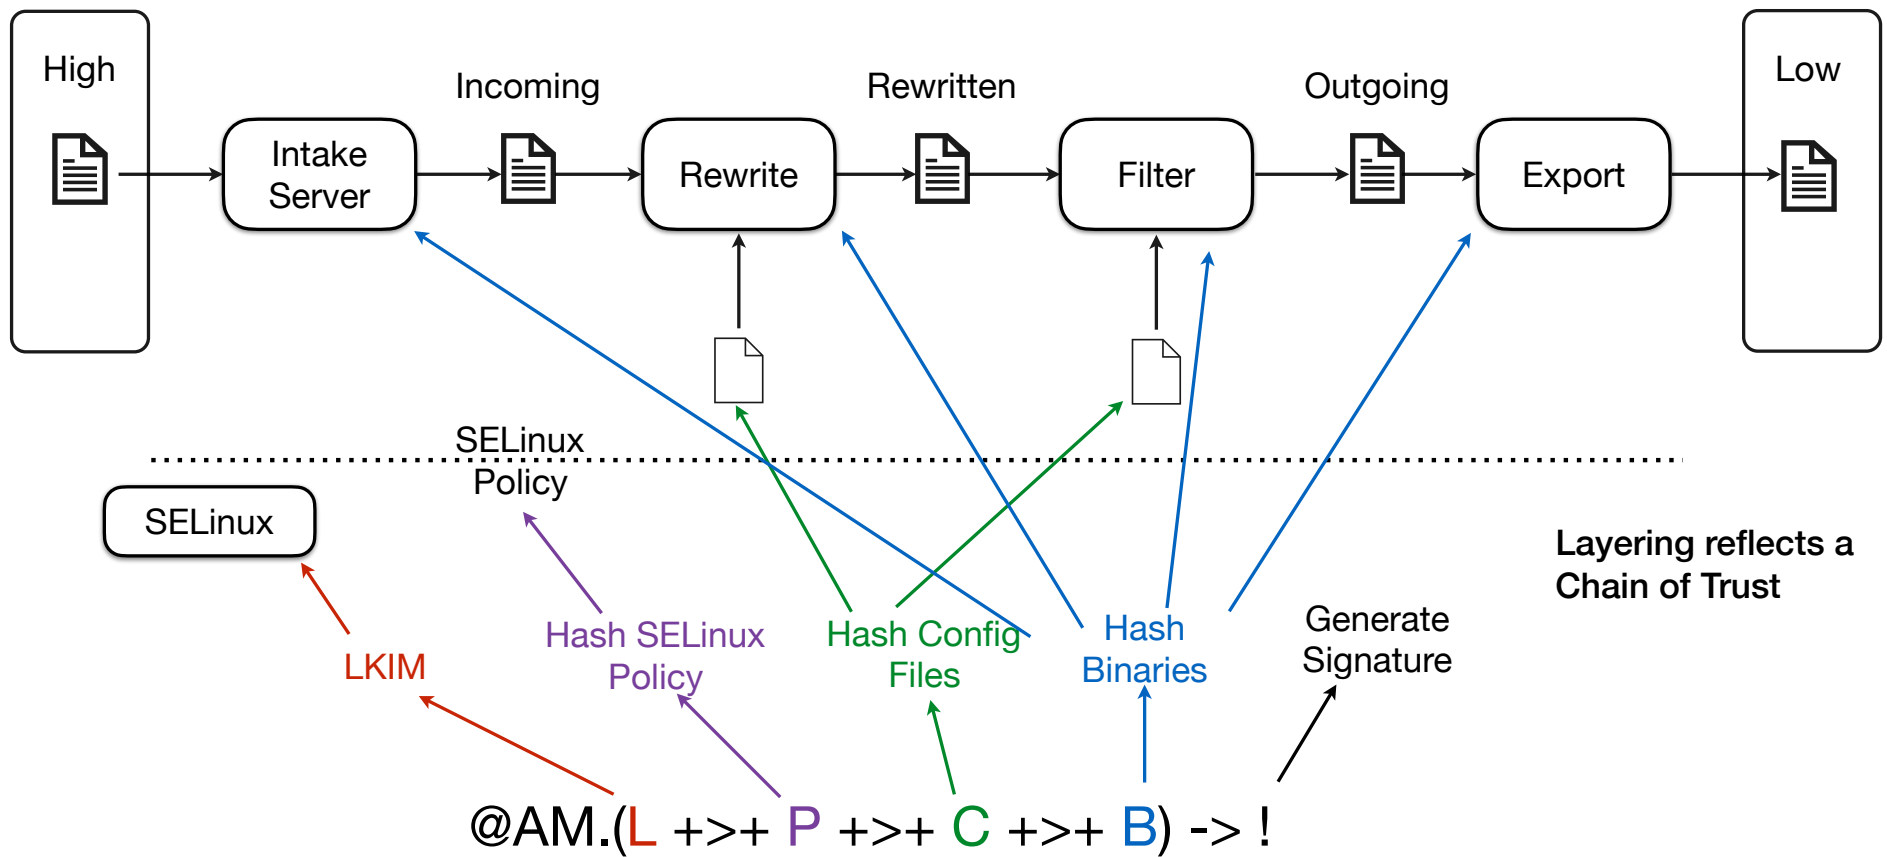 High
Low
Incoming
Rewritten
Outgoing
Intake
Server
Rewrite
Filter
Export
SELinux
Policy
SELinux
Layering reflects a
Chain of Trust
LKIM
Hash SELinux
Policy
Hash Config
Files
Hash
Binaries
Generate
Signature
@AM.(L +>+ P +>+ C +>+ B) -> !